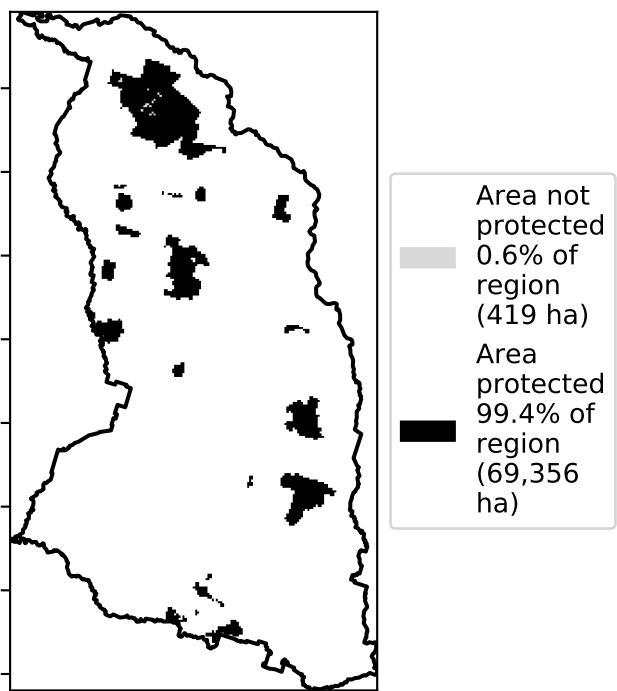 Area not
protected
0.6% of
region
(419 ha)
Area
protected
99.4% of
region
(69,356
ha)